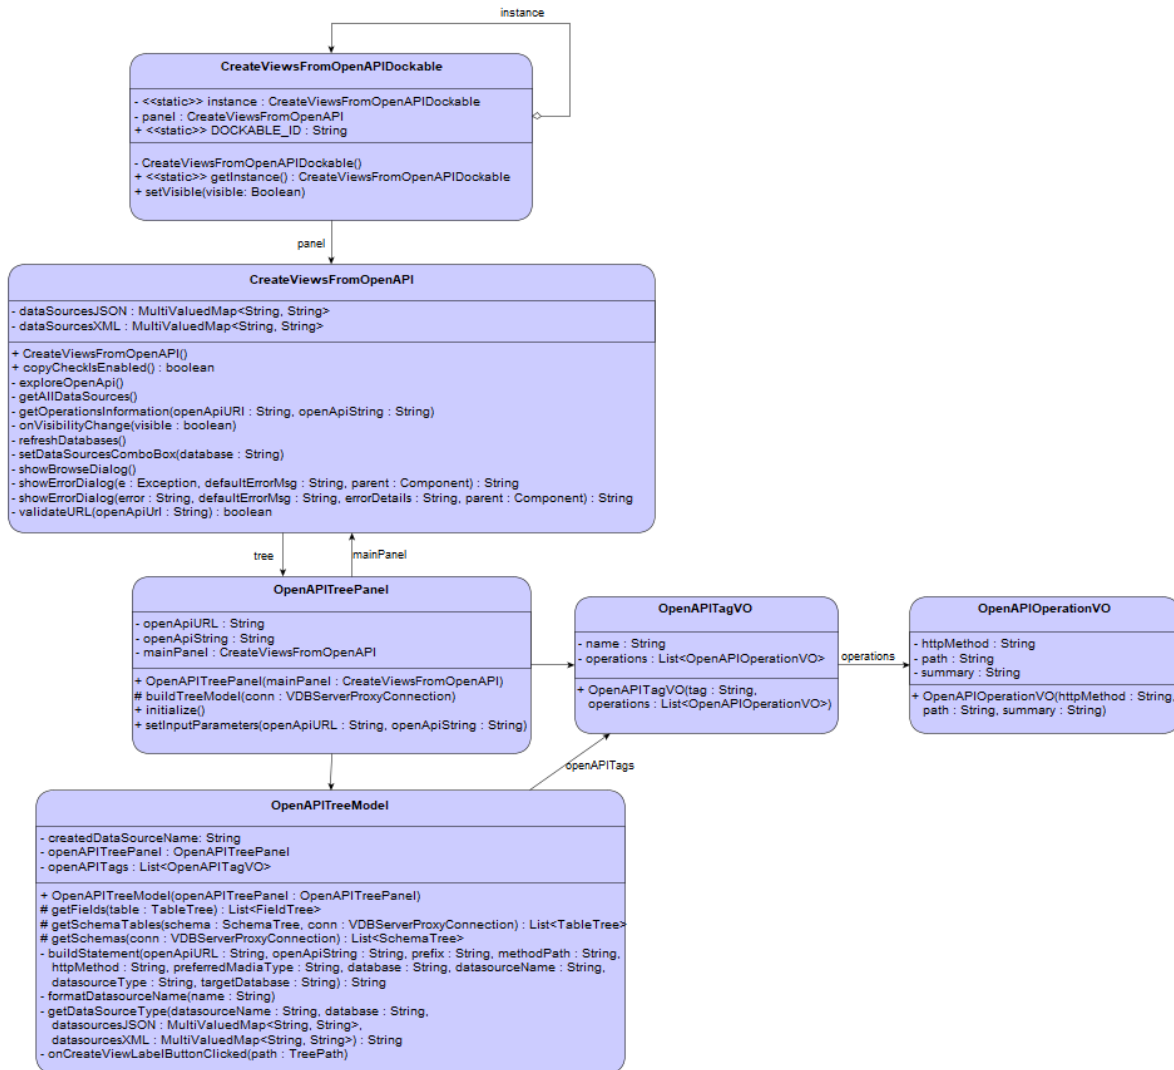 instance
CreateViewsFromOpenAPIDockable
- <<static>> instance : CreateViewsFromOpenAPIDockable
- panel : CreateViewsFromOpenAPI
+ <<static>> DOCKABLE_ID : String
- CreateViewsFromOpenAPIDockable()
+ <<static>> getInstance() : CreateViewsFromOpenAPIDockable
+ setVisible(visible: Boolean)
panel
CreateViewsFromOpenAPI
- dataSourcesJSON : MultiValuedMap<String, String>
- dataSourcesXML : MultiValuedMap<String, String>
+ CreateViewsFromOpenAPI()
+ copyCheckIsEnabled() : boolean
- exploreOpenApi()
- getAllDataSources()
- getOperationsInformation(openApiURI : String, openApiString : String)
- onVisibilityChange(visible : boolean)
- refreshDatabases()
- setDataSourcesComboBox(database : String)
- showBrowseDialog()
- showErrorDialog(e : Exception, defaultErrorMsg : String, parent : Component) : String
- showErrorDialog(error : String, defaultErrorMsg : String, errorDetails : String, parent : Component) : String
- validateURL(openApiUrl : String) : boolean
tree
mainPanel
OpenAPITreePanel
- openApiURL : String
- openApiString : String
- mainPanel : CreateViewsFromOpenAPI
+ OpenAPITreePanel(mainPanel : CreateViewsFromOpenAPI)
# buildTreeModel(conn : VDBServerProxyConnection)
+ initialize()
+ setInputParameters(openApiURL : String, openApiString : String)
OpenAPITagVO
- name : String
- operations : List<OpenAPIOperationVO>
+ OpenAPITagVO(tag : String,
operations : List<OpenAPIOperationVO>)
operations
OpenAPIOperationVO
- httpMethod : String
- path : String
- summary : String
+ OpenAPIOperationVO(httpMethod : String,
path : String, summary : String)
openAPITags
OpenAPITreeModel
- createdDataSourceName: String
- openAPITreePanel : OpenAPITreePanel
- openAPITags : List<OpenAPITagVO>
+ OpenAPITreeModel(openAPITreePanel : OpenAPITreePanel)
# getFields(table : TableTree) : List<FieldTree>
# getSchemaTables(schema : SchemaTree, conn : VDBServerProxyConnection) : List<TableTree>
# getSchemas(conn : VDBServerProxyConnection) : List<SchemaTree>
- buildStatement(openApiURL : String, openApiString : String, prefix : String, methodPath : String,
httpMethod : String, preferredMadiaType : String, database : String, datasourceName : String,
datasourceType : String, targetDatabase : String) : String
- formatDatasourceName(name : String)
- getDataSourceType(datasourceName : String, database : String,
datasourcesJSON : MultiValuedMap<String, String>,
datasourcesXML : MultiValuedMap<String, String>) : String
- onCreateViewLabelButtonClicked(path : TreePath)